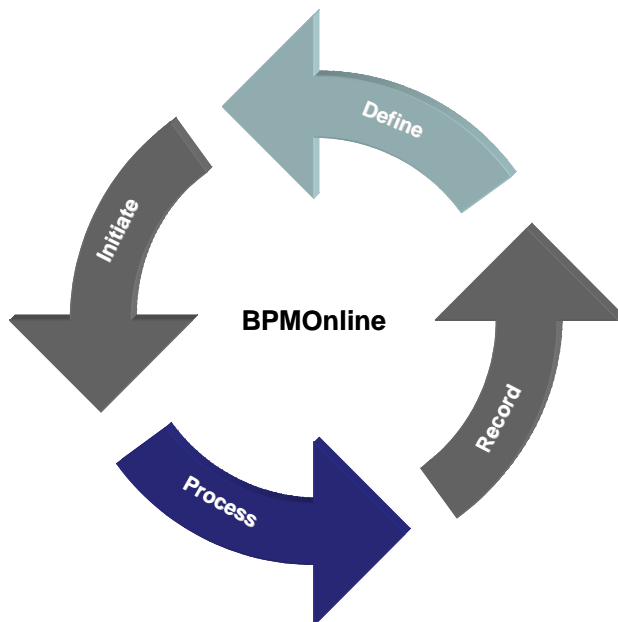 Define
Initiate
BPMOnline
Record
Process